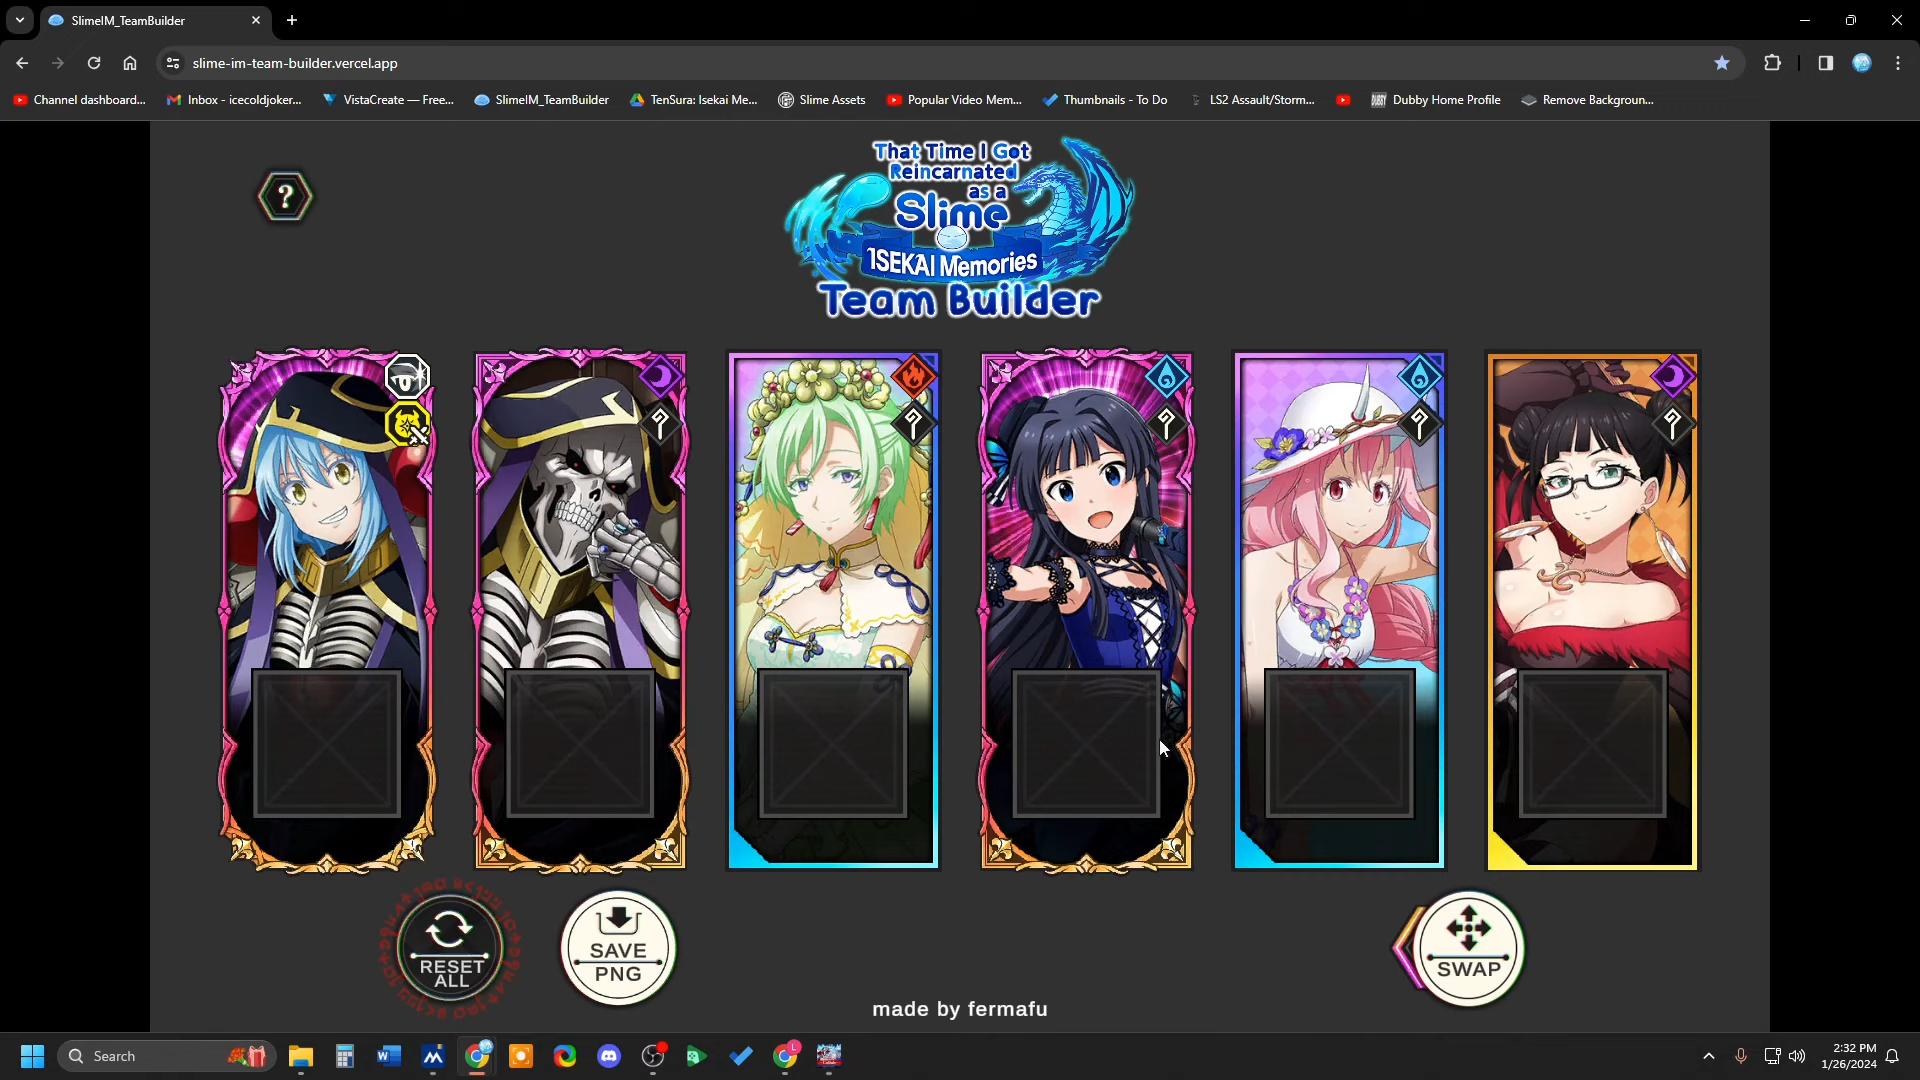 SlimeIM_TeamBuilder
slime-im-team-builder.vercel.app
Channel dashboard...
Inbox - icecoldjoker...
VistaCreate — Free...
SlimeIM_TeamBuilder
TenSura: Isekai Me...
Slime Assets
Popular Video Mem...
Thumbnails - To Do
LS2 Assault/Storm...
Dubby Home Profile
Remove Backgroun...
?
That Time I Got
Reincarnated
as a
Slime
ISEKAI Memories
Team Builder
RESET
ALL
SAVE
PNG
SWAP
made by fermafu
Search
2:32 PM
1/26/2024